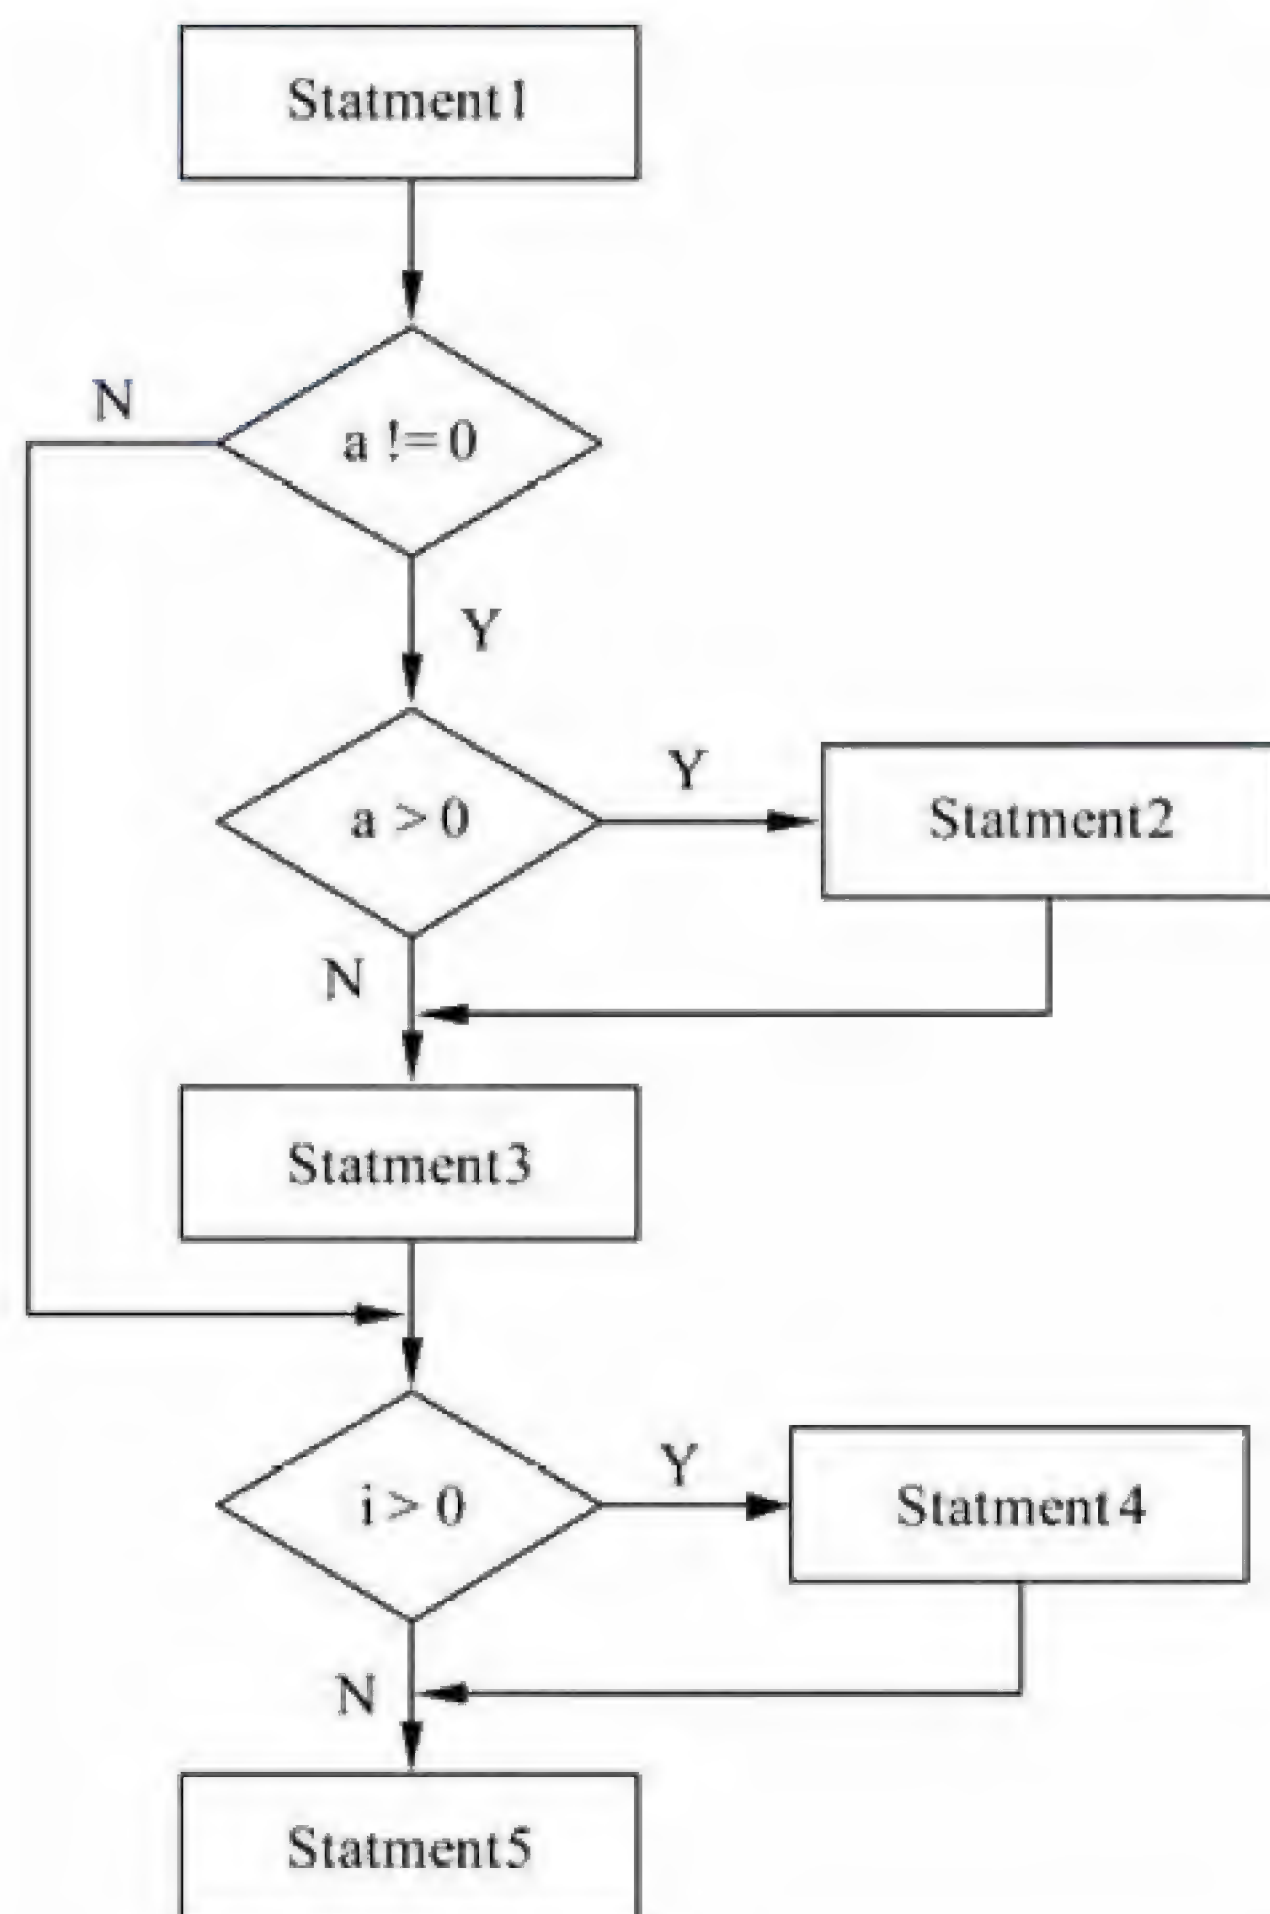 Statment1
N
a != 0
Y
Y
a > 0
Statment2
N
Statment3
Y
i > 0
Statment4
N
Statment5